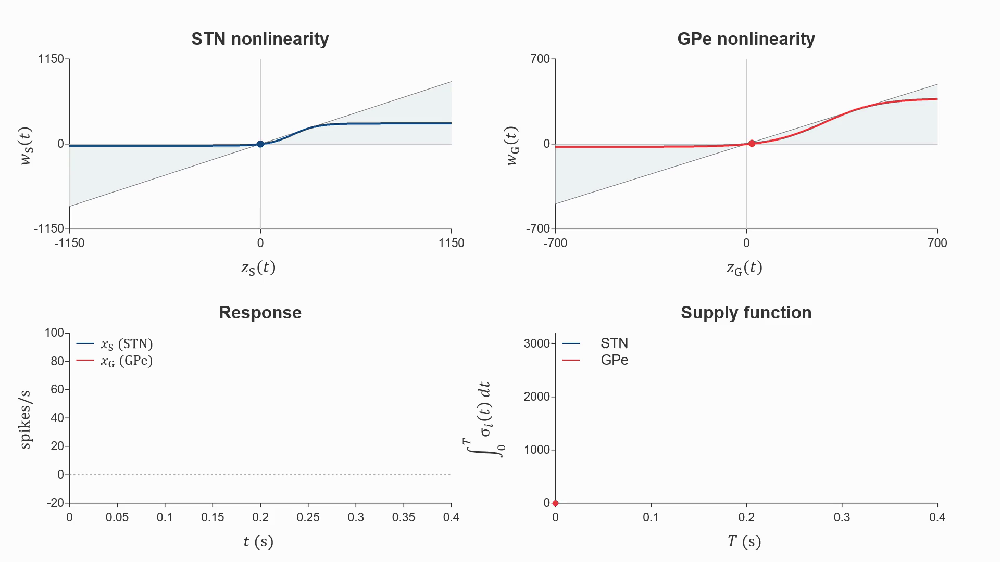 STN nonlinearity
1150
0
-1150
-1150 0 1150
w_S(t)
z_S(t)
GPe nonlinearity
700
0
-700
-700 0 700
w_G(t)
z_G(t)
Response
100
80
60
40
20
0
-20
x_S (STN)
x_G (GPe)
spikes/s
0 0.05 0.1 0.15 0.2 0.25 0.3 0.35 0.4
t (s)
Supply function
3000
2000
1000
0
STN
GPe
∫_0^T σ_i(t) dt
0 0.1 0.2 0.3 0.4
T (s)